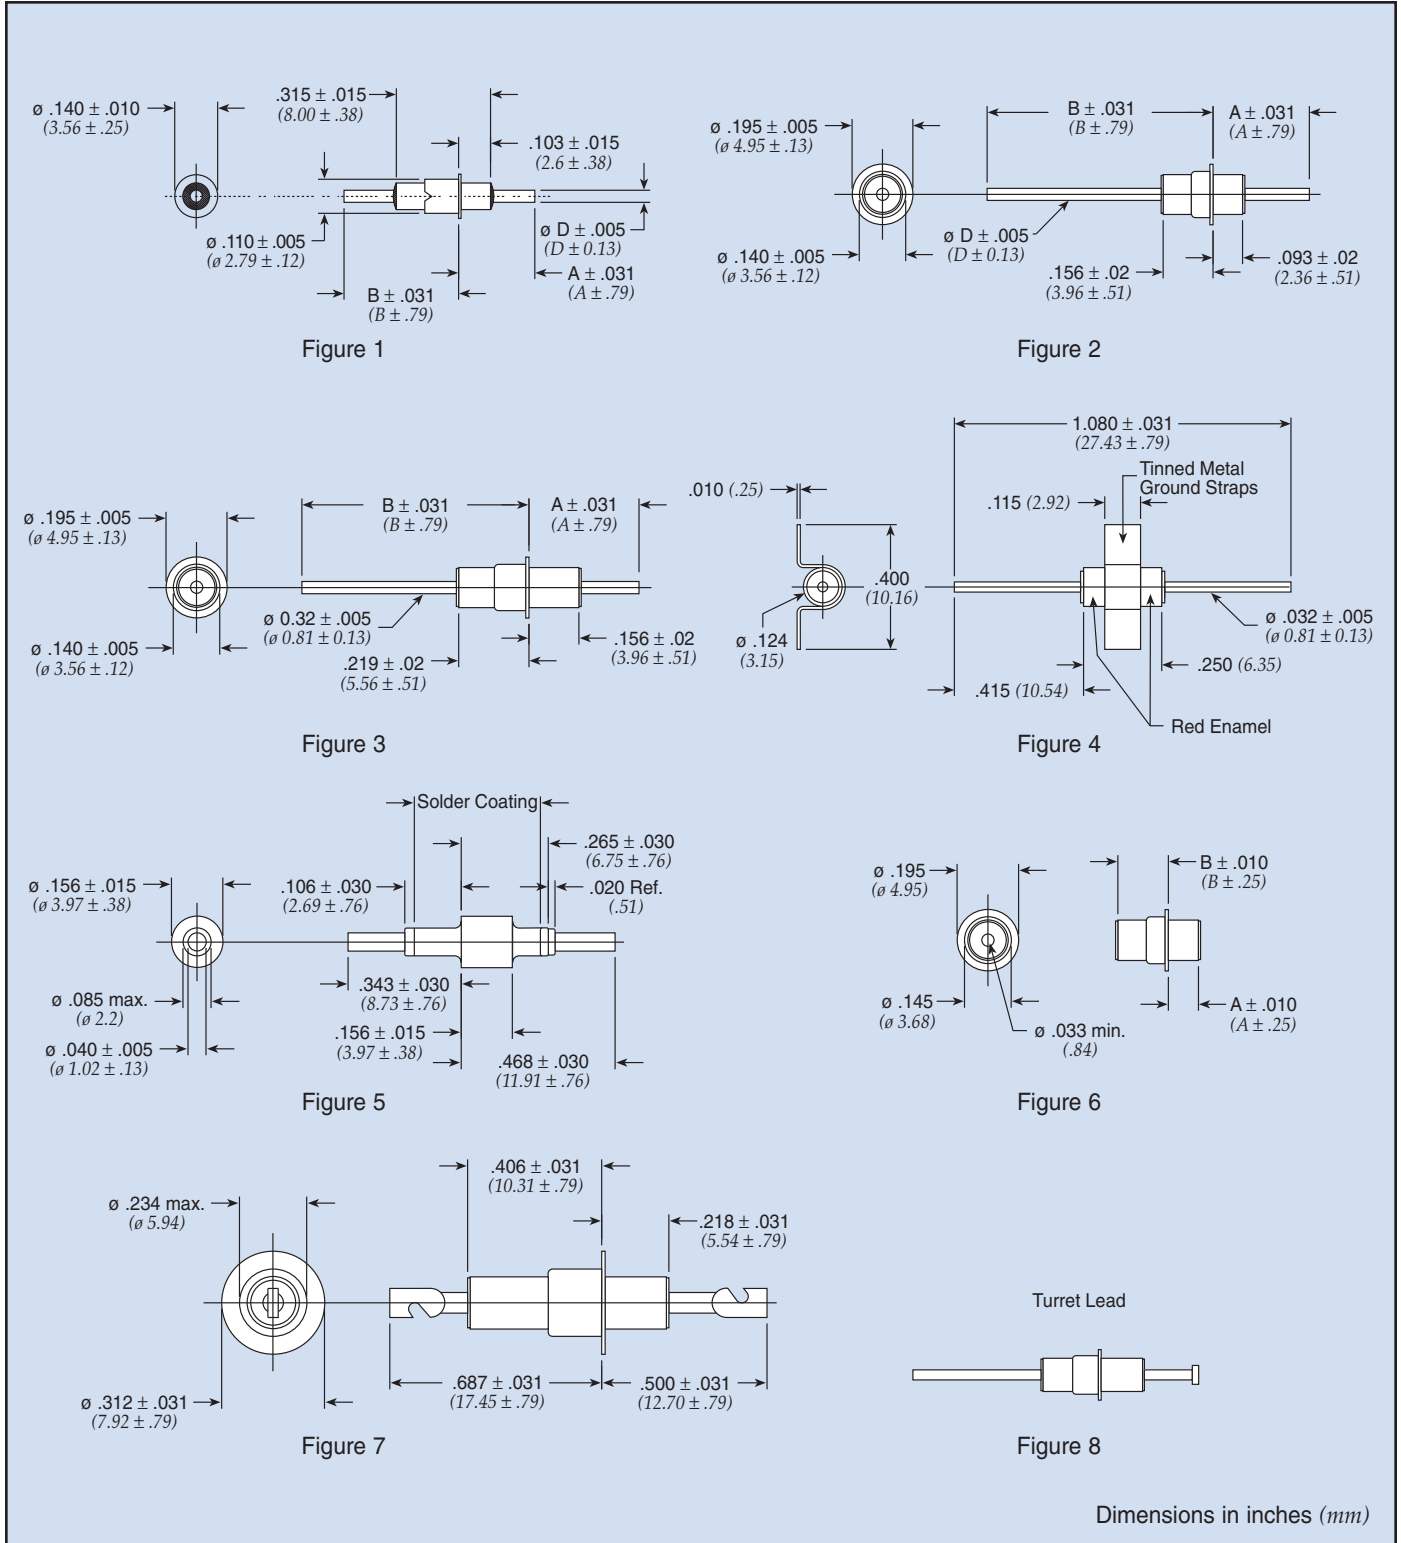 ø .140 ± .010
(3.56 ± .25)
.315 ± .015
(8.00 ± .38)
.103 ± .015
(2.6 ± .38)
ø .110 ± .005
(ø 2.79 ± .12)
ø D ± .005
(D ± 0.13)
A ± .031
(A ± .79)
B ± .031
(B ± .79)
Figure 1
ø .195 ± .005
(ø 4.95 ± .13)
B ± .031
(B ± .79)
A ± .031
(A ± .79)
ø D ± .005
(D ± 0.13)
ø .140 ± .005
(ø 3.56 ± .12)
.156 ± .02
(3.96 ± .51)
.093 ± .02
(2.36 ± .51)
Figure 2
ø .195 ± .005
(ø 4.95 ± .13)
B ± .031
(B ± .79)
A ± .031
(A ± .79)
ø 0.32 ± .005
(ø 0.81 ± 0.13)
ø .140 ± .005
(ø 3.56 ± .12)
.219 ± .02
(5.56 ± .51)
.156 ± .02
(3.96 ± .51)
Figure 3
1.080 ± .031
(27.43 ± .79)
Tinned Metal
Ground Straps
.010 (.25)
.115 (2.92)
.400
(10.16)
ø .124
(3.15)
ø .032 ± .005
(ø 0.81 ± 0.13)
.250 (6.35)
.415 (10.54)
Red Enamel
Figure 4
Solder Coating
.265 ± .030
(6.75 ± .76)
ø .156 ± .015
(ø 3.97 ± .38)
.106 ± .030
(2.69 ± .76)
.020 Ref.
(.51)
ø .085 max.
(ø 2.2)
.343 ± .030
(8.73 ± .76)
ø .040 ± .005
(ø 1.02 ± .13)
.156 ± .015
(3.97 ± .38)
.468 ± .030
(11.91 ± .76)
Figure 5
ø .195
(ø 4.95)
B ± .010
(B ± .25)
ø .145
(ø 3.68)
ø .033 min.
(.84)
A ± .010
(A ± .25)
Figure 6
ø .234 max.
(ø 5.94)
.406 ± .031
(10.31 ± .79)
.218 ± .031
(5.54 ± .79)
ø .312 ± .031
(7.92 ± .79)
.687 ± .031
(17.45 ± .79)
.500 ± .031
(12.70 ± .79)
Figure 7
Turret Lead
Figure 8
Dimensions in inches (mm)